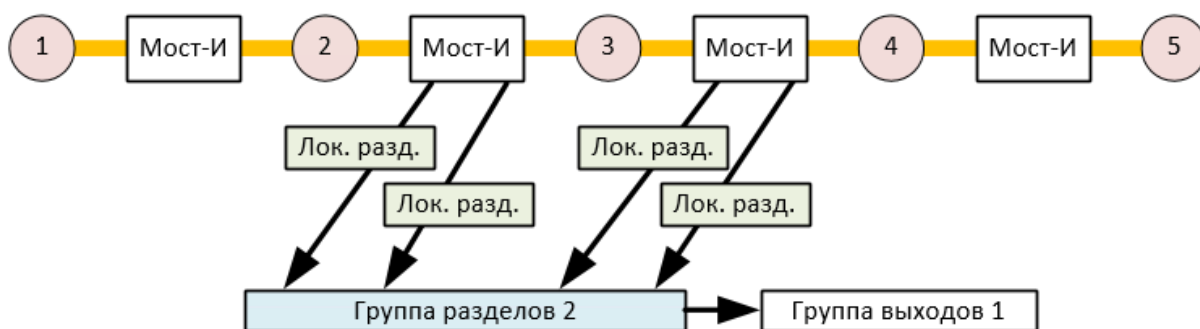 1
Мост-И
2
Мост-И
3
Мост-И
4
Мост-И
5
Лок. разд.
Лок. разд.
Лок. разд.
Лок. разд.
Группа разделов 2
Группа выходов 1